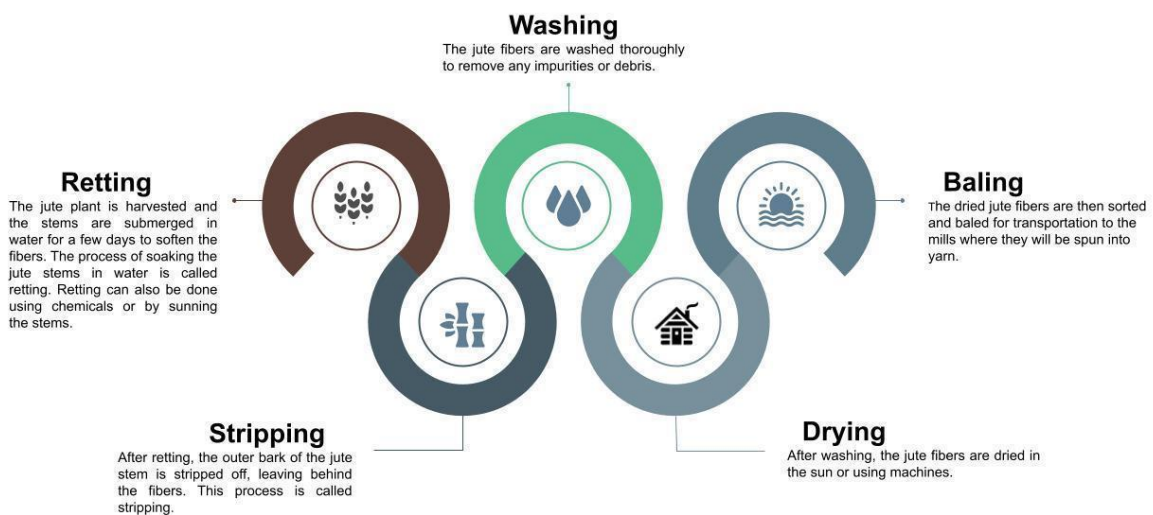 Washing
The jute fibers are washed thoroughly
to remove any impurities or debris.
Retting
The jute plant is harvested and
the stems are submerged in
water for a few days to soften the
fibers. The process of soaking the
jute stems in water is called
retting. Retting can also be done
using chemicals or by sunning
the stems.
Baling
The dried jute fibers are then sorted
and baled for transportation to the
mills where they will be spun into
yarn.
Stripping
After retting, the outer bark of the jute
stem is stripped off, leaving behind
the fibers. This process is called
stripping.
Drying
After washing, the jute fibers are dried in
the sun or using machines.